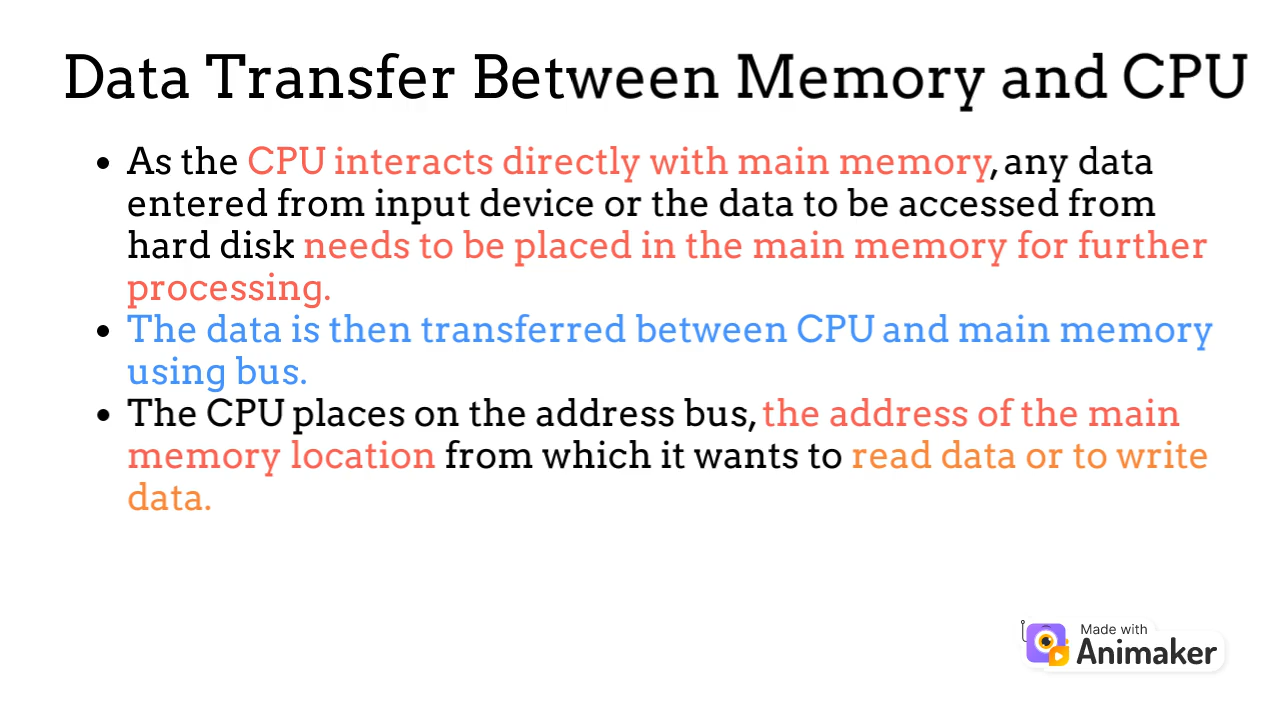 Data Transfer Between Memory and CPU
• As the CPU interacts directly with main memory, any data
entered from input device or the data to be accessed from
hard disk needs to be placed in the main memory for further
processing.
• The data is then transferred between CPU and main memory
using bus.
• The CPU places on the address bus, the address of the main
memory location from which it wants to read data or to write
data.
Made with
Animaker